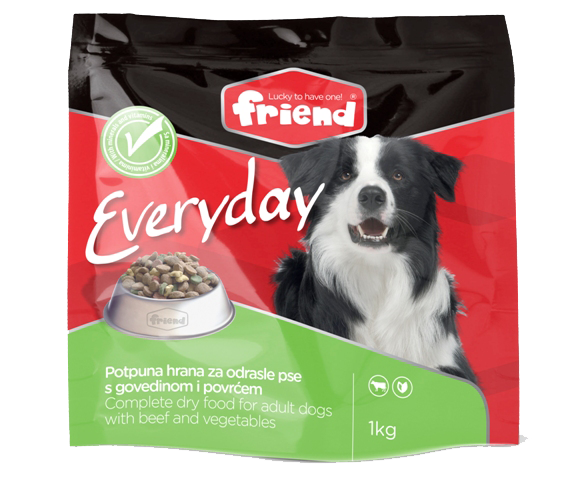 Lucky to have one!
friend ®
Everyday
friend
Potpuna hrana za odrasle pse
s govedinom i povrćem
Complete dry food for adult dogs
with beef and vegetables
1kg